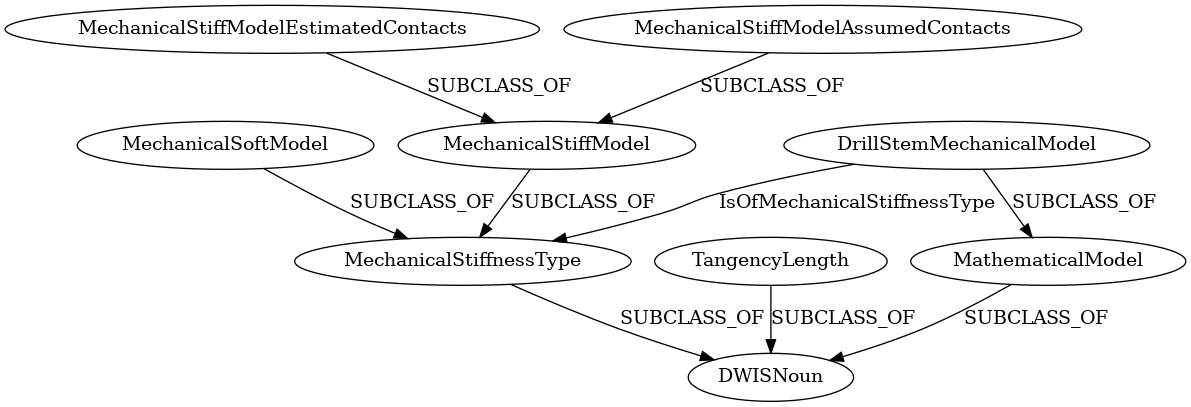 MechanicalStiffModelEstimatedContacts
MechanicalStiffModelAssumedContacts
SUBCLASS_OF
SUBCLASS_OF
MechanicalSoftModel
MechanicalStiffModel
DrillStemMechanicalModel
SUBCLASS_OF
SUBCLASS_OF
IsOfMechanicalStiffnessType
SUBCLASS_OF
MechanicalStiffnessType
TangencyLength
MathematicalModel
SUBCLASS_OF
SUBCLASS_OF
SUBCLASS_OF
DWISNoun